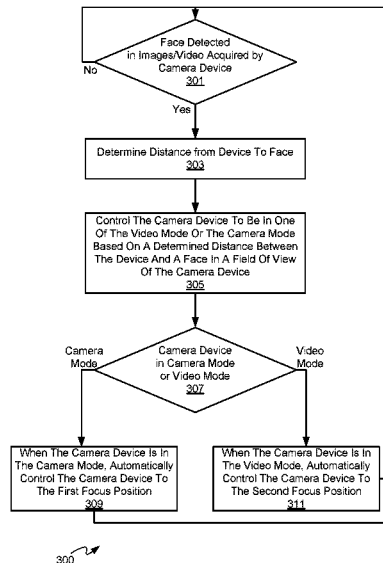 Face Detected
in Images/Video Acquired by
Camera Device
301
No
Yes
Determine Distance from Device To Face
303
Control The Camera Device To Be In One
Of The Video Mode Or The Camera Mode
Based On A Determined Distance Between
The Device And A Face In A Field Of View
Of The Camera Device
305
Camera
Mode
Camera Device
in Camera Mode
or Video Mode
307
Video
Mode
When The Camera Device Is In
The Camera Mode, Automatically
Control The Camera Device To
The First Focus Position
309
When The Camera Device Is In
The Video Mode, Automatically
Control The Camera Device To
The Second Focus Position
311
300